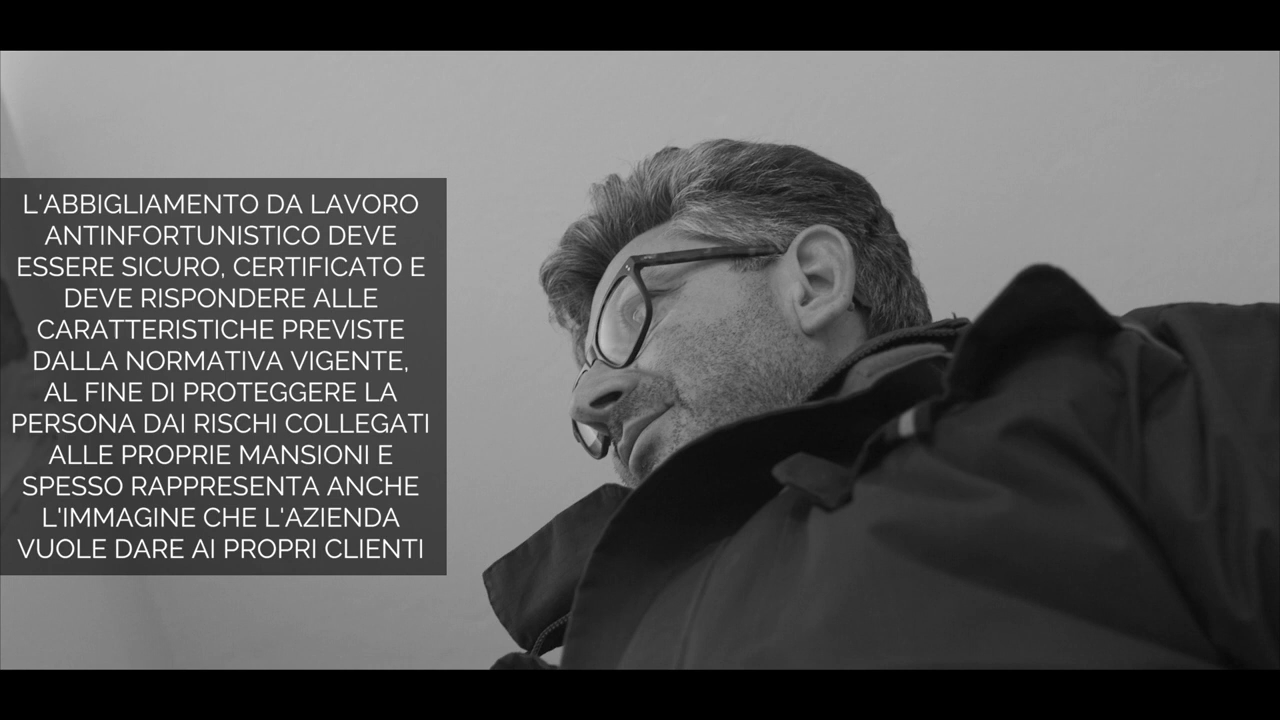 L'ABBIGLIAMENTO DA LAVORO
ANTINFORTUNISTICO DEVE
ESSERE SICURO, CERTIFICATO E
DEVE RISPONDERE ALLE
CARATTERISTICHE PREVISTE
DALLA NORMATIVA VIGENTE,
AL FINE DI PROTEGGERE LA
PERSONA DAI RISCHI COLLEGATI
ALLE PROPRIE MANSIONI E
SPESSO RAPPRESENTA ANCHE
L'IMMAGINE CHE L'AZIENDA
VUOLE DARE AI PROPRI CLIENTI